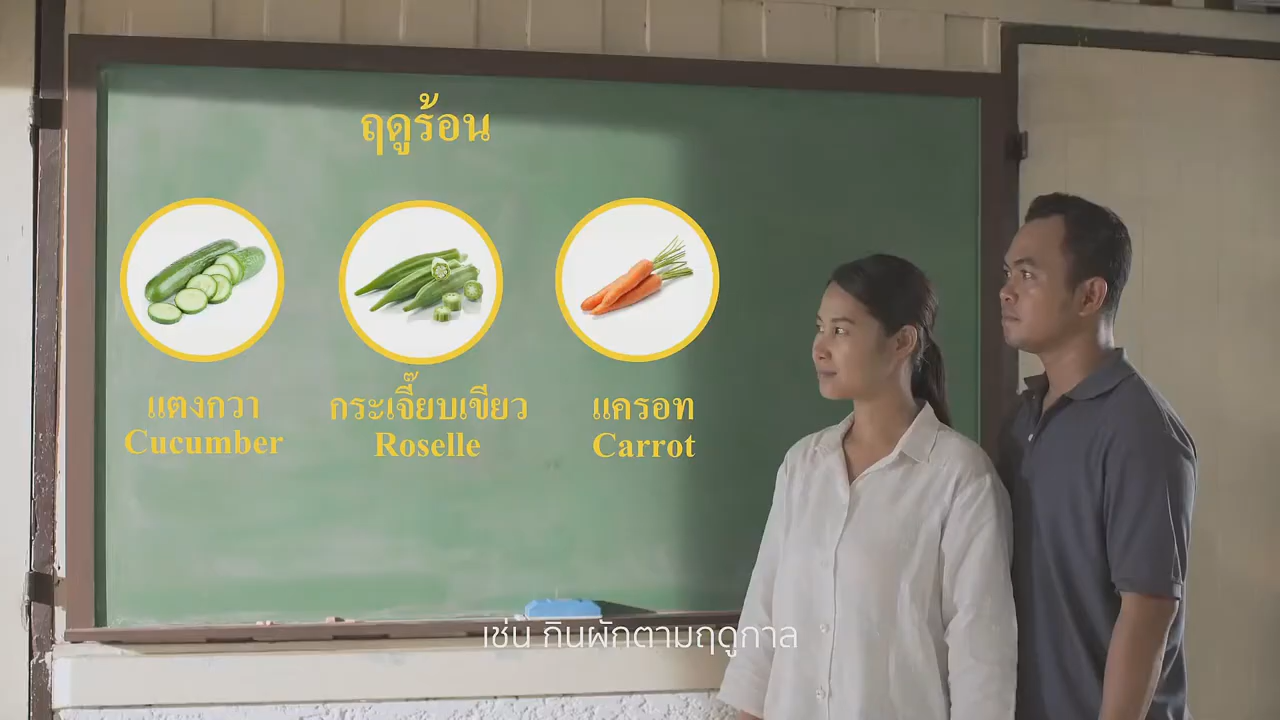 ฤดูร้อน
แตงกวา กระเจี๊ยบเขียว แครอท
Cucumber Roselle Carrot
เช่น กินผักตามฤดูกาล